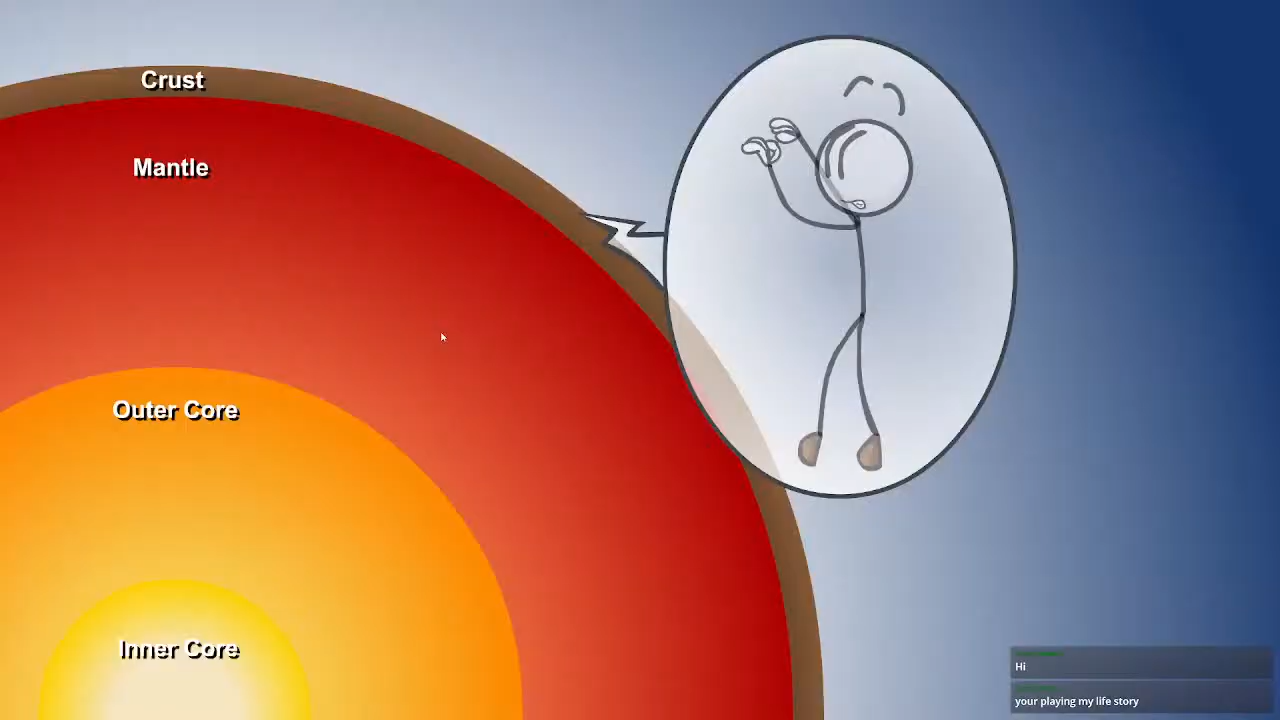 Crust
Mantle
Outer Core
Inner Core
Hi
your playing my life story